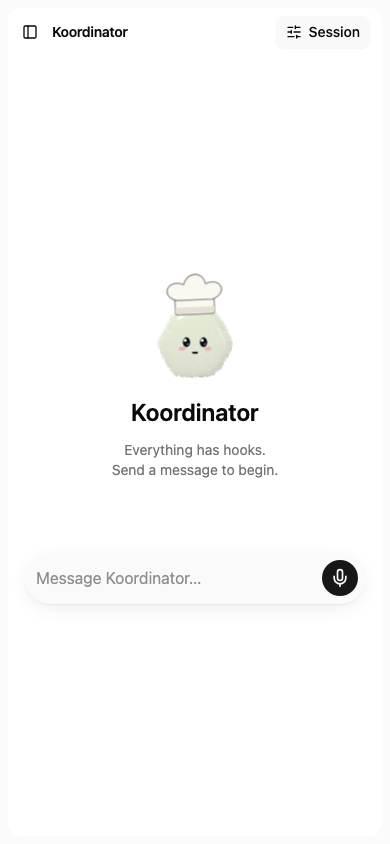 Koordinator
Session
Koordinator
Everything has hooks.
Send a message to begin.
Message Koordinator...